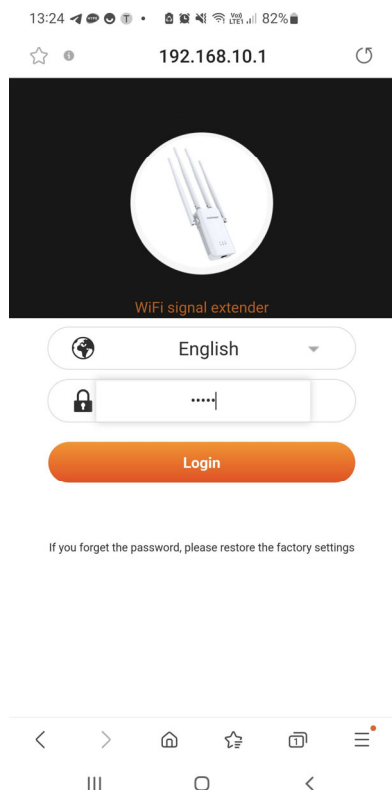 13:24 82%
192.168.10.1
WiFi signal extender
English
•••••
Login
If you forget the password, please restore the factory settings
1